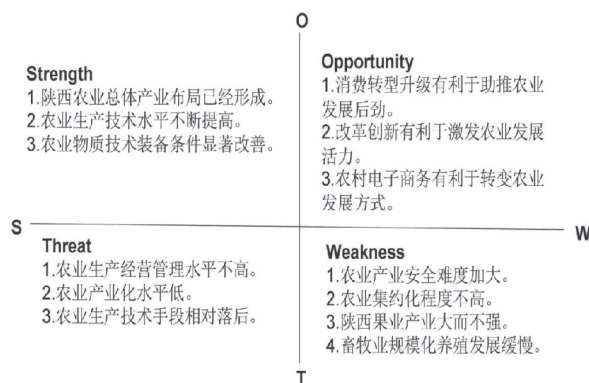 O
Strength
1.陕西农业总体产业布局已经形成。
2.农业生产技术水平不断提高。
3.农业物质技术装备条件显著改善。
Opportunity
1.消费转型升级有利于助推农业
发展后劲。
2.改革创新有利于激发农业发展
活力。
3.农村电子商务有利于转变农业
发展方式。
S
W
Threat
1.农业生产经营管理水平不高。
2.农业产业化水平低。
3.农业生产技术手段相对落后。
Weakness
1.农业产业安全难度加大。
2.农业集约化程度不高。
3.陕西果业产业大而不强。
4.畜牧业规模化养殖发展缓慢。
T